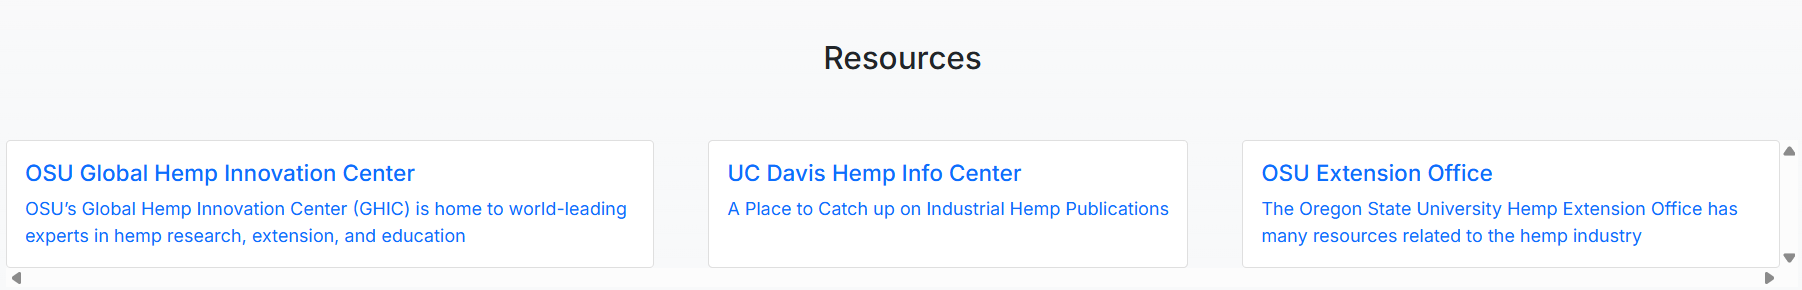 Resources
OSU Global Hemp Innovation Center
OSU’s Global Hemp Innovation Center (GHIC) is home to world-leading
experts in hemp research, extension, and education
UC Davis Hemp Info Center
A Place to Catch up on Industrial Hemp Publications
OSU Extension Office
The Oregon State University Hemp Extension Office has
many resources related to the hemp industry